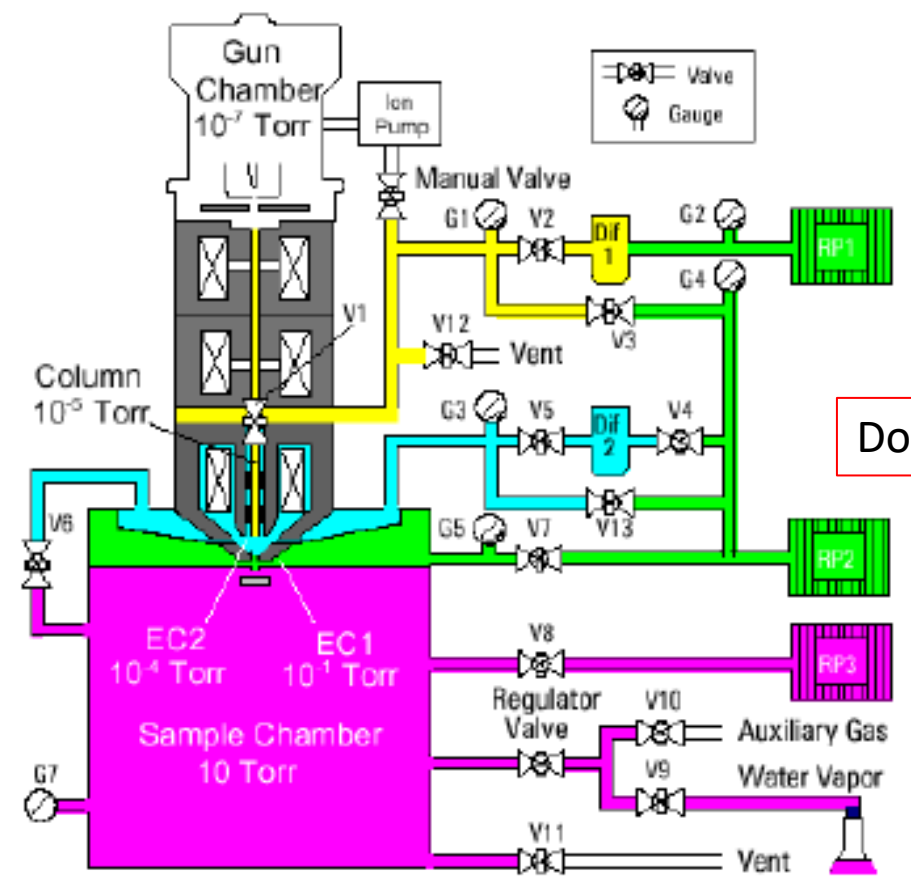 Gun
Chamber
10-7 Torr
Ion
Pump
Valve
Gauge
Manual Valve
G1
V2
Dif
1
G2
RP1
G4
V1
V12
Vent
V3
Column
10-5 Torr
G3
V5
Dif
2
V4
Do
V6
G5
V7
V13
RP2
EC2
10-4 Torr
EC1
10-1 Torr
V8
RP3
Regulator
Valve
V10
Auxiliary Gas
Sample Chamber
10 Torr
V9
Water Vapor
G7
V11
Vent